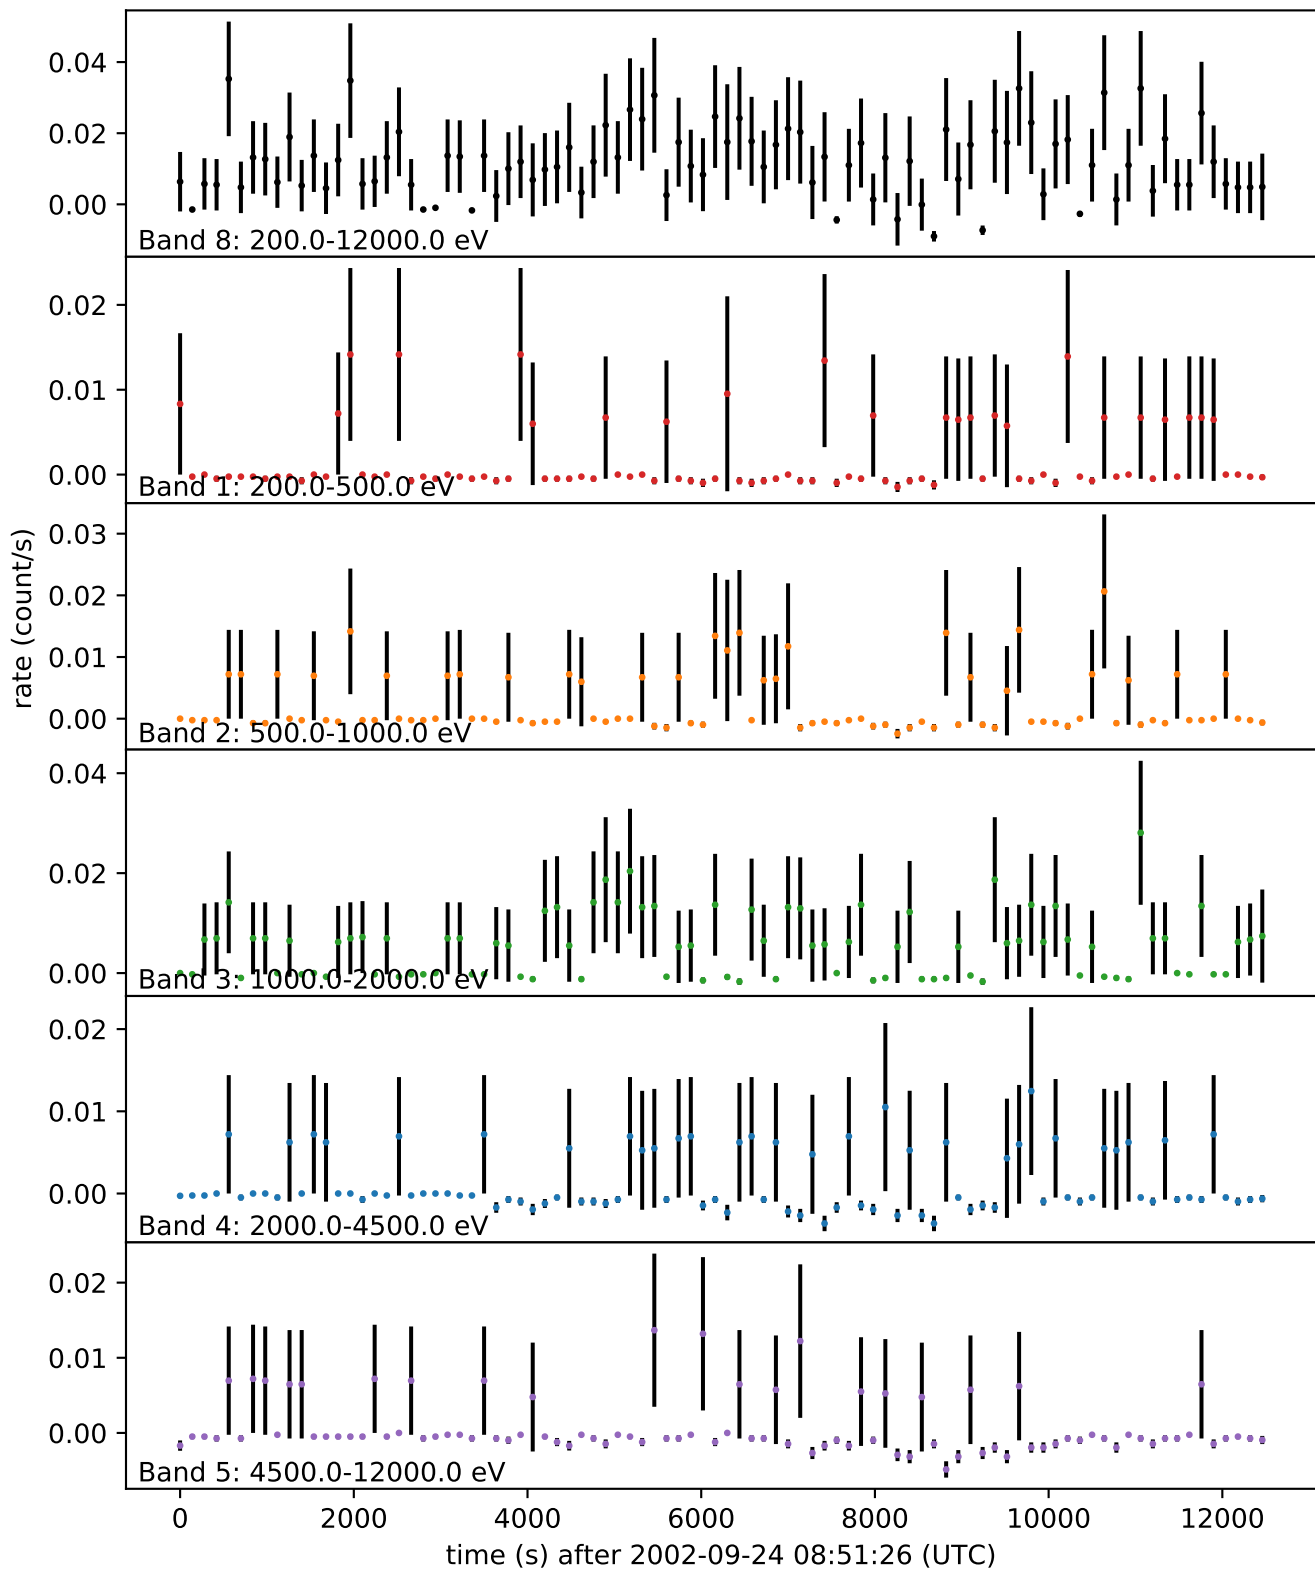 0.04
0.02
0.00
Band 8: 200.0-12000.0 eV
0.02
0.01
0.00
Band 1: 200.0-500.0 eV
0.03
0.02
0.01
0.00
Band 2: 500.0-1000.0 eV
rate (count/s)
0.04
0.02
0.00
Band 3: 1000.0-2000.0 eV
0.02
0.01
0.00
Band 4: 2000.0-4500.0 eV
0.02
0.01
0.00
Band 5: 4500.0-12000.0 eV
0 2000 4000 6000 8000 10000 12000
time (s) after 2002-09-24 08:51:26 (UTC)